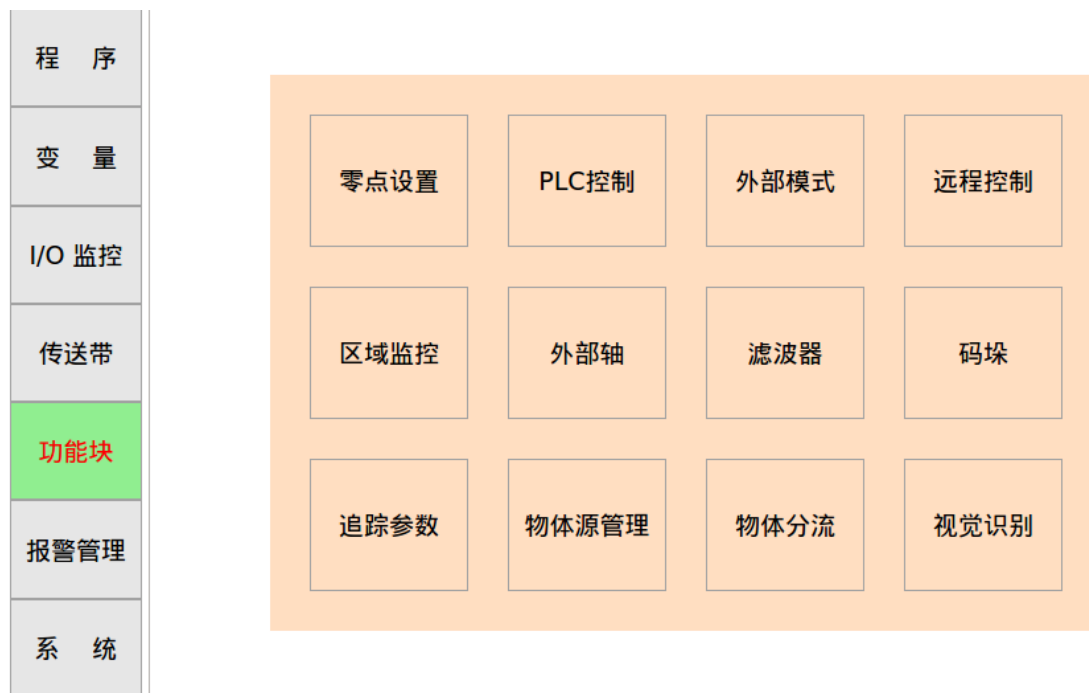 程 序
变 量
I/O 监控
传送带
功能块
报警管理
系 统
零点设置 PLC控制 外部模式 远程控制
区域监控 外部轴 滤波器 码垛
追踪参数 物体源管理 物体分流 视觉识别